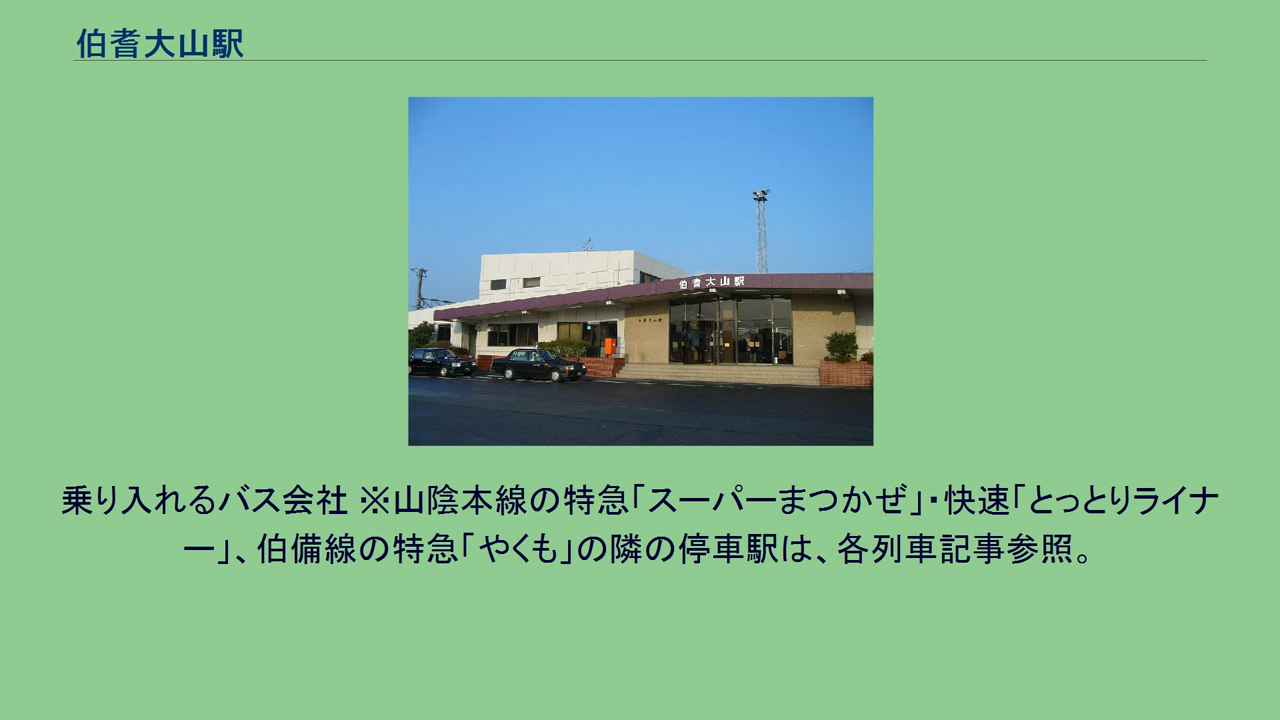 伯耆大山駅
伯耆大山駅
乗り入れるバス会社 ※山陰本線の特急「スーパーまつかぜ」・快速「とっとりライナ
ー」、伯備線の特急「やくも」の隣の停車駅は、各列車記事参照。